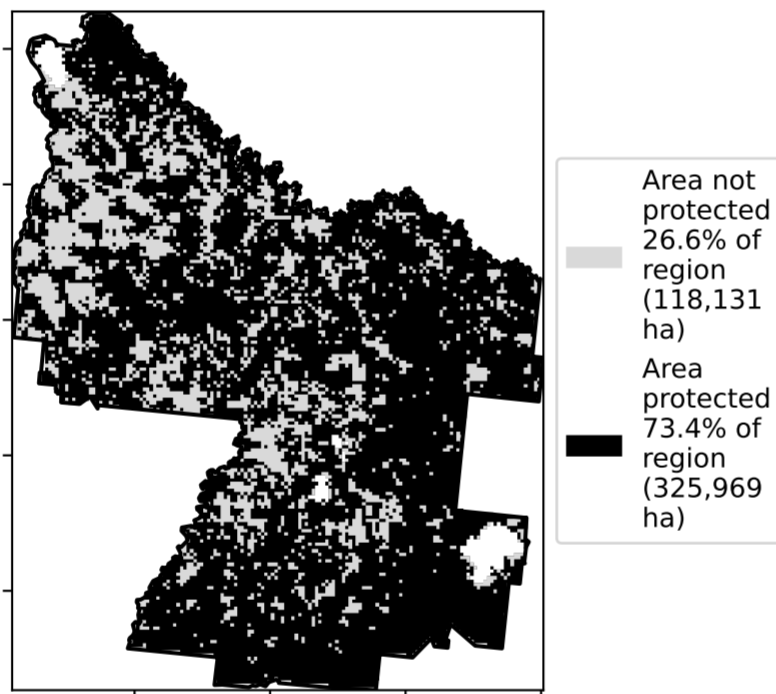 Area not
protected
26.6% of
region
(118,131
ha)
Area
protected
73.4% of
region
(325,969
ha)